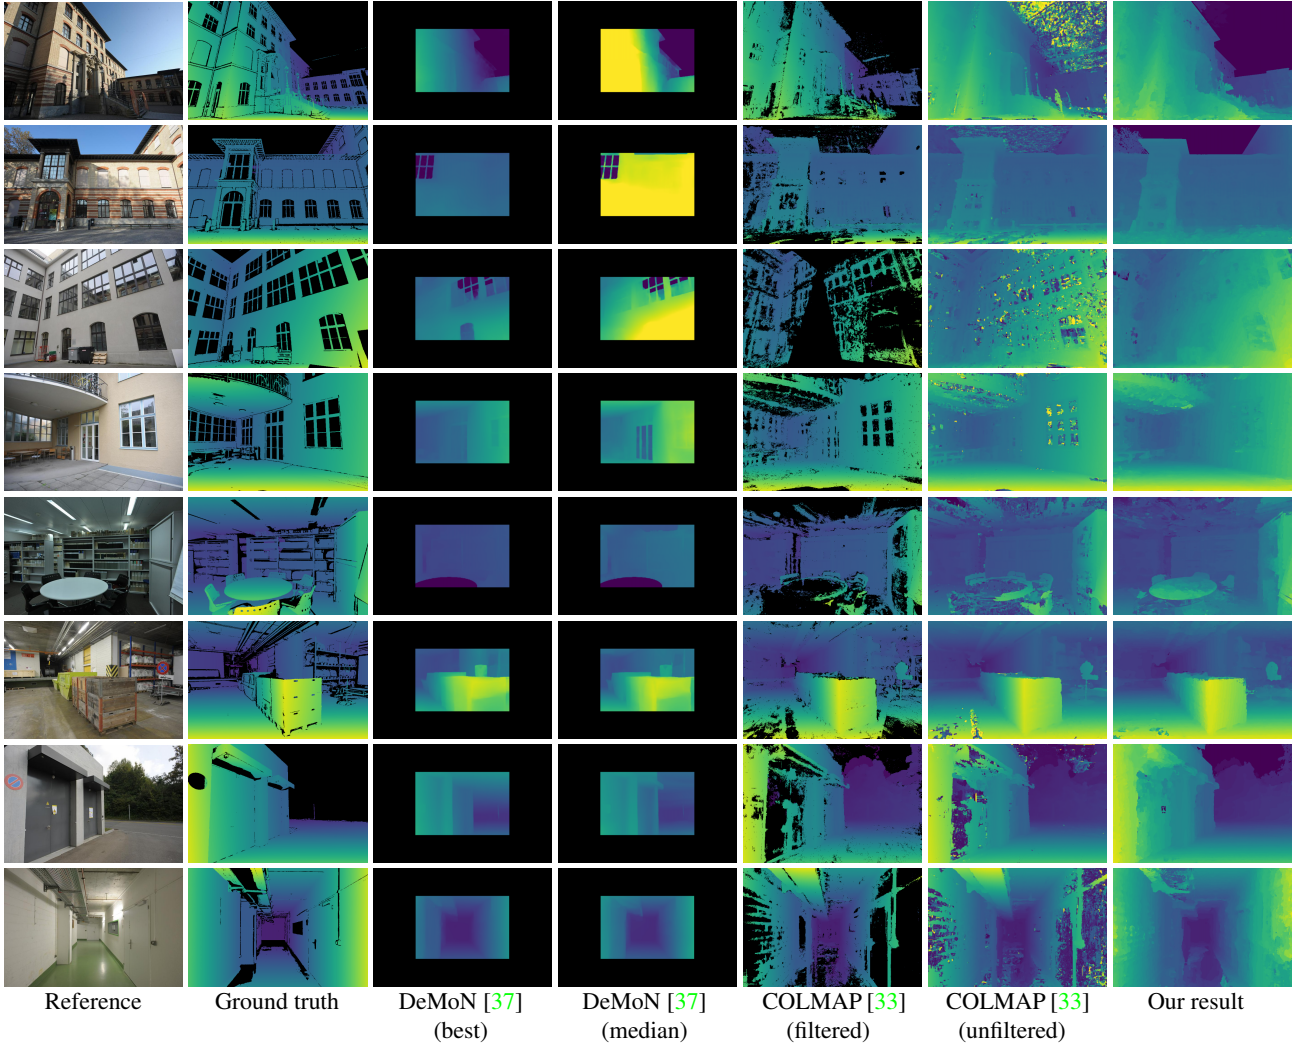 Reference
Ground truth
DeMoN [37]
(best)
DeMoN [37]
(median)
COLMAP [33]
(filtered)
COLMAP [33]
(unfiltered)
Our result